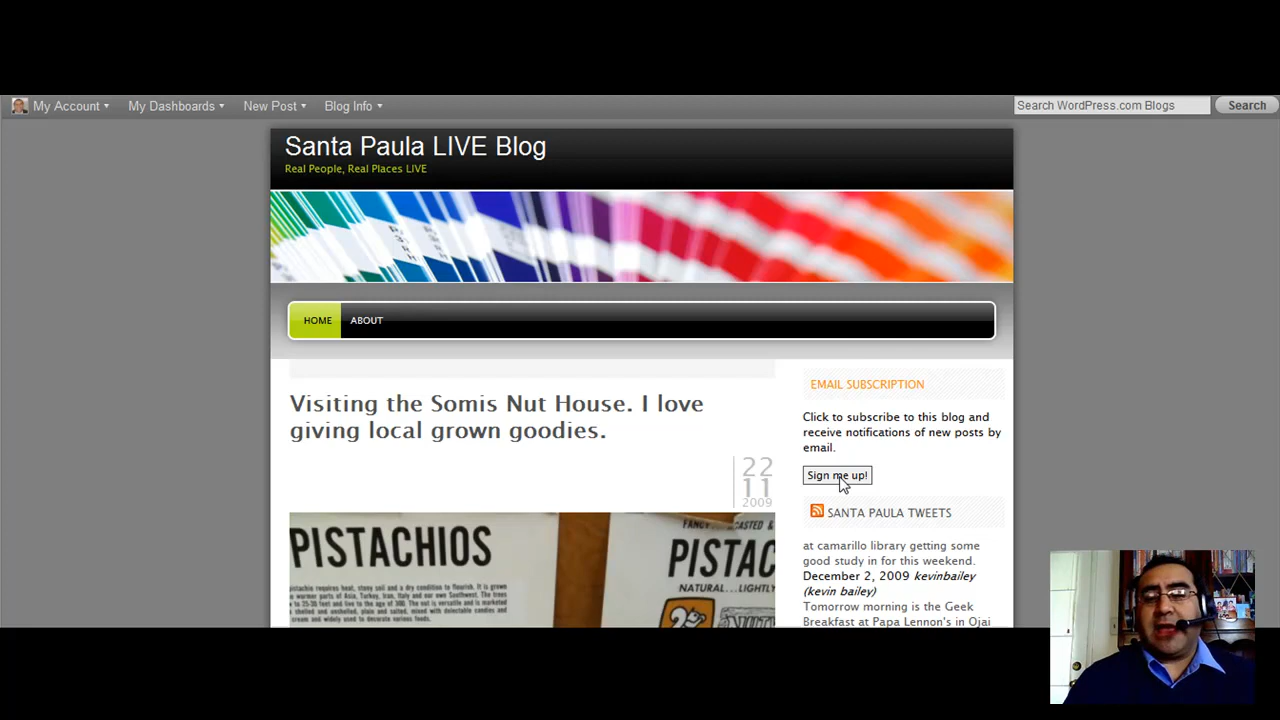 My Account
My Dashboards
New Post
Blog Info
Search WordPress.com Blogs
Search
Santa Paula LIVE Blog
Real People, Real Places LIVE
HOME
ABOUT
Visiting the Somis Nut House. I love
giving local grown goodies.
22
11
2009
PISTACHIOS
PISTAC
NATURAL...LIGHTLY
EMAIL SUBSCRIPTION
Click to subscribe to this blog and
receive notifications of new posts by
email.
Sign me up!
SANTA PAULA TWEETS
at camarillo library getting some
good study in for this weekend.
December 2, 2009 kevinbailey
(kevin bailey)
Tomorrow morning is the Geek
Breakfast at Papa Lennon's in Ojai